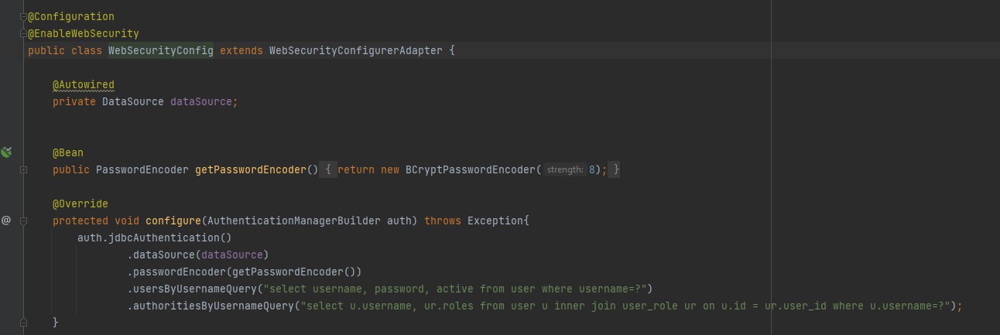 @Configuration
@EnableWebSecurity
public class WebSecurityConfig extends WebSecurityConfigurerAdapter {
@Autowired
private DataSource dataSource;
@Bean
public PasswordEncoder getPasswordEncoder() { return new BCryptPasswordEncoder( strength: 8); }
@Override
@ protected void configure(AuthenticationManagerBuilder auth) throws Exception{
auth.jdbcAuthentication()
.dataSource(dataSource)
.passwordEncoder(getPasswordEncoder())
.usersByUsernameQuery("select username, password, active from user where username=?")
.authoritiesByUsernameQuery("select u.username, ur.roles from user u inner join user_role ur on u.id = ur.user_id where u.username=?");
}